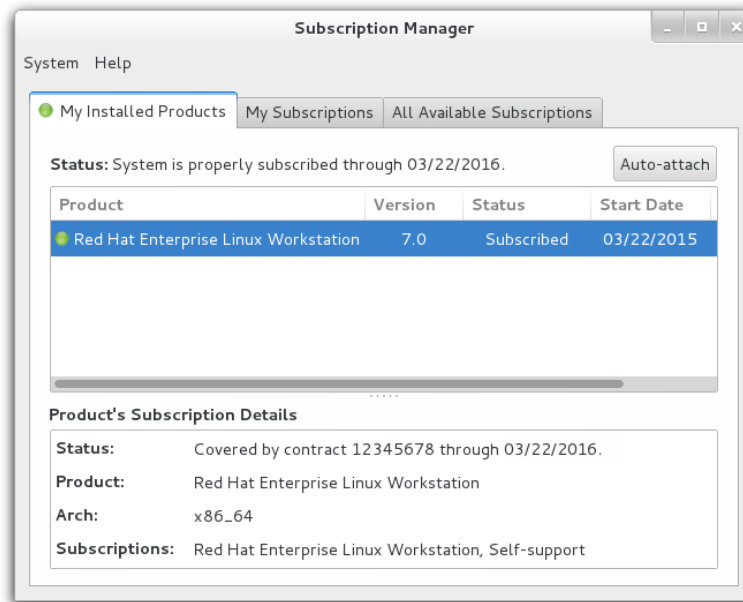 Subscription Manager
System Help
My Installed Products My Subscriptions All Available Subscriptions
Status: System is properly subscribed through 03/22/2016. Auto-attach
Product Version Status Start Date
Red Hat Enterprise Linux Workstation 7.0 Subscribed 03/22/2015
Product's Subscription Details
Status: Covered by contract 12345678 through 03/22/2016.
Product: Red Hat Enterprise Linux Workstation
Arch: x86_64
Subscriptions: Red Hat Enterprise Linux Workstation, Self-support